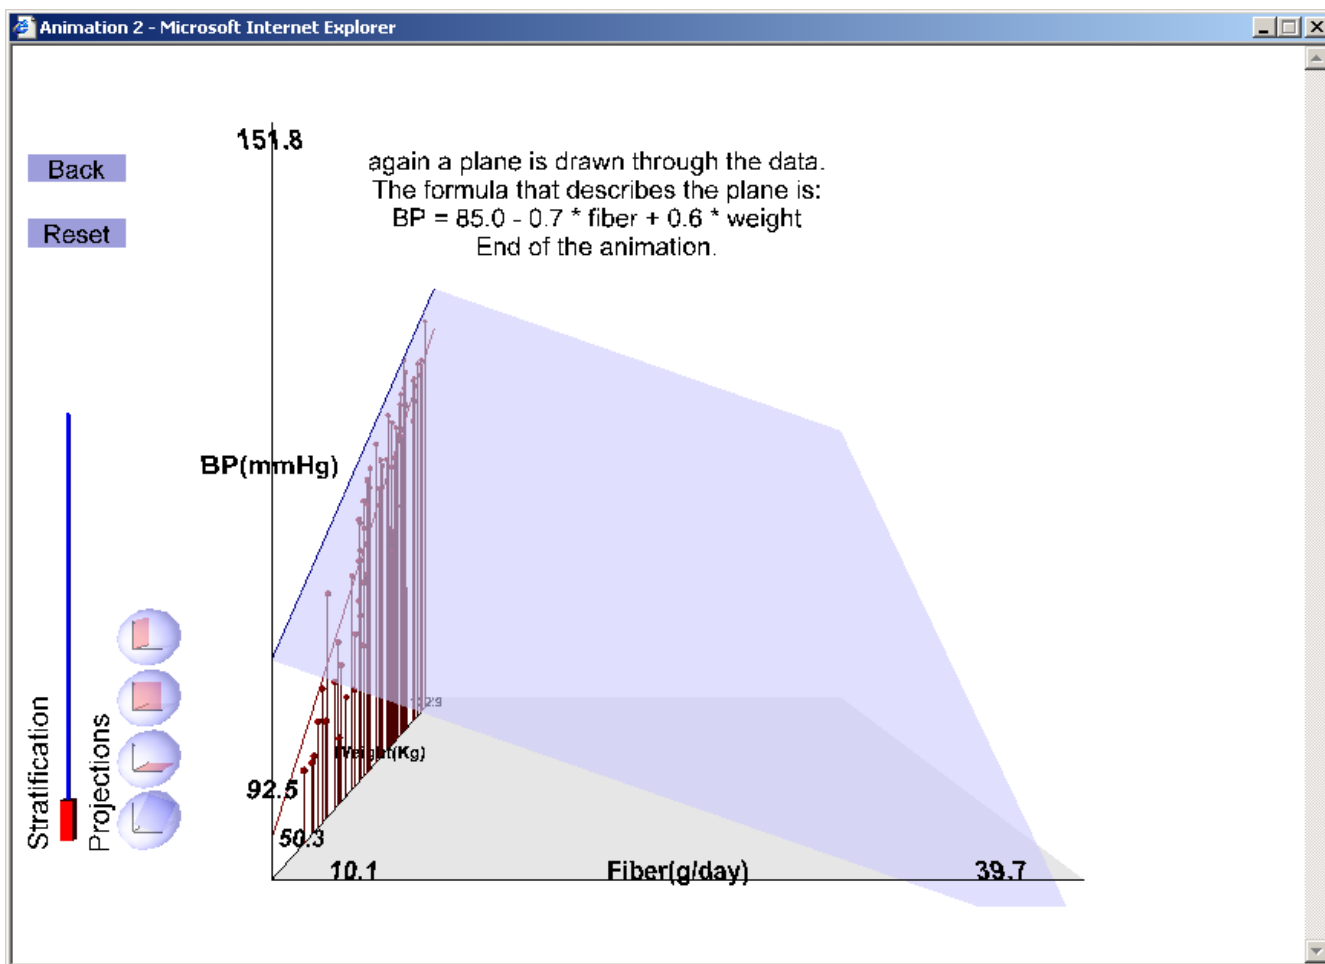 Animation 2 - Microsoft Internet Explorer
151.8
again a plane is drawn through the data.
The formula that describes the plane is:
BP = 85.0 - 0.7 * fiber + 0.6 * weight
End of the animation.
Back
Reset
BP(mmHg)
Stratification
Projections
Weight(Kg)
92.5
50.3
10.1
Fiber(g/day)
39.7